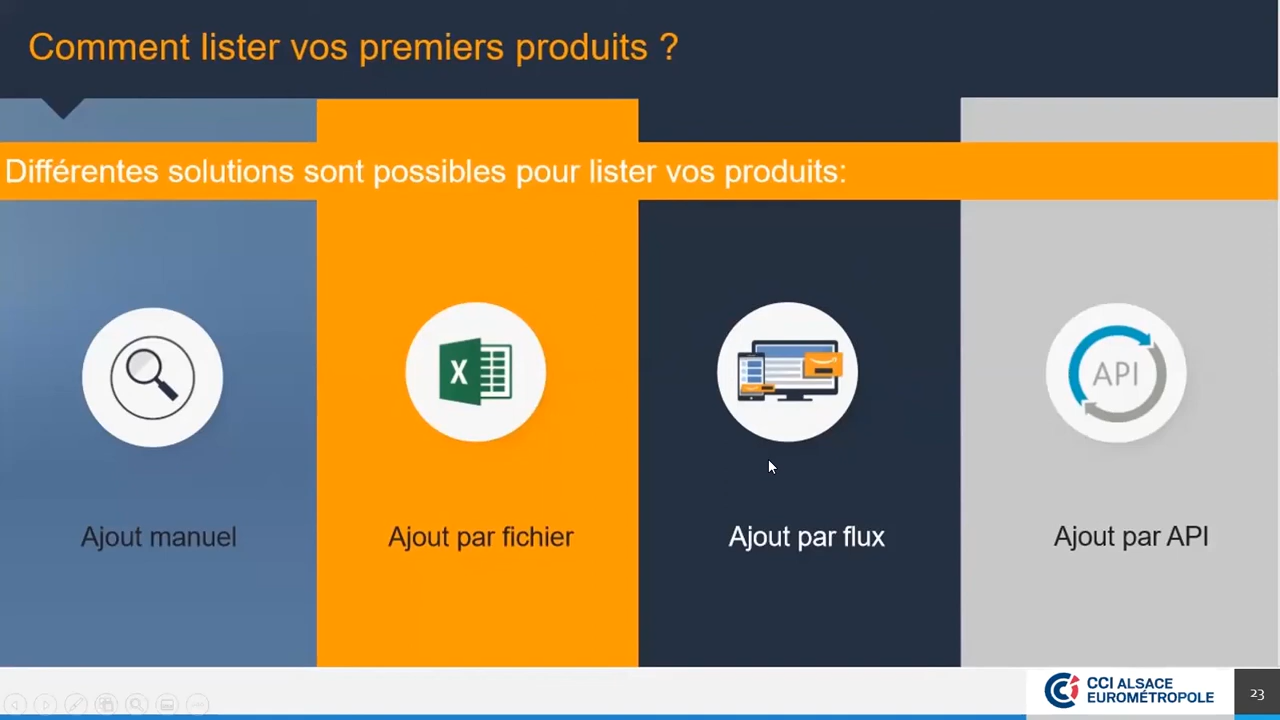 Comment lister vos premiers produits ?
Différentes solutions sont possibles pour lister vos produits:
X
API
Ajout manuel
Ajout par fichier
Ajout par flux
Ajout par API
CCI ALSACE
EUROMÉTROPOLE
23